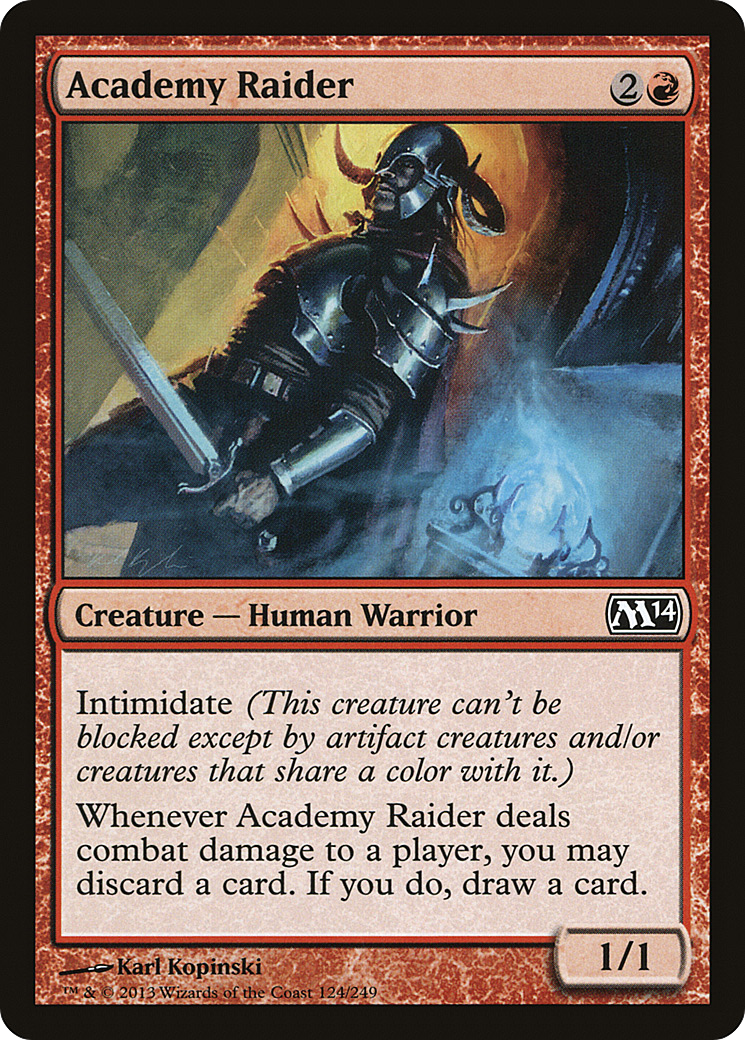 Academy Raider
2
Creature — Human Warrior
M14
Intimidate (This creature can't be
blocked except by artifact creatures and/or
creatures that share a color with it.)
Whenever Academy Raider deals
combat damage to a player, you may
discard a card. If you do, draw a card.
1/1
Karl Kopinski
™ & © 2013 Wizards of the Coast 124/249